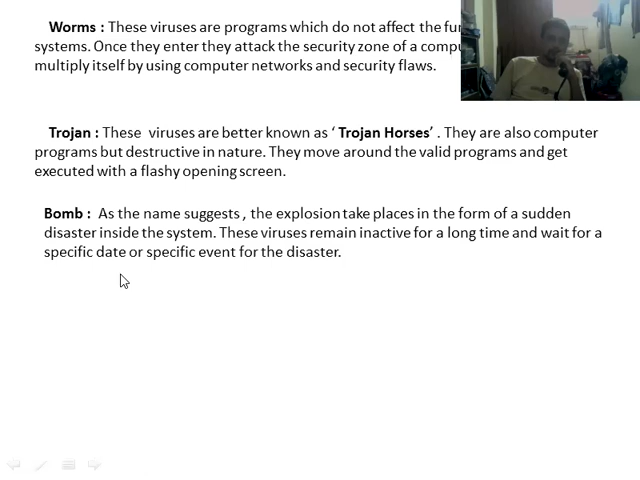 Worms : These viruses are programs which do not affect the
systems. Once they enter they attack the security zone of a
multiply itself by using computer networks and security flaws.
Trojan : These viruses are better known as ‘ Trojan Horses’ . They are also computer
programs but destructive in nature. They move around the valid programs and get
executed with a flashy opening screen.
Bomb : As the name suggests , the explosion take places in the form of a sudden
disaster inside the system. These viruses remain inactive for a long time and wait for a
specific date or specific event for the disaster.